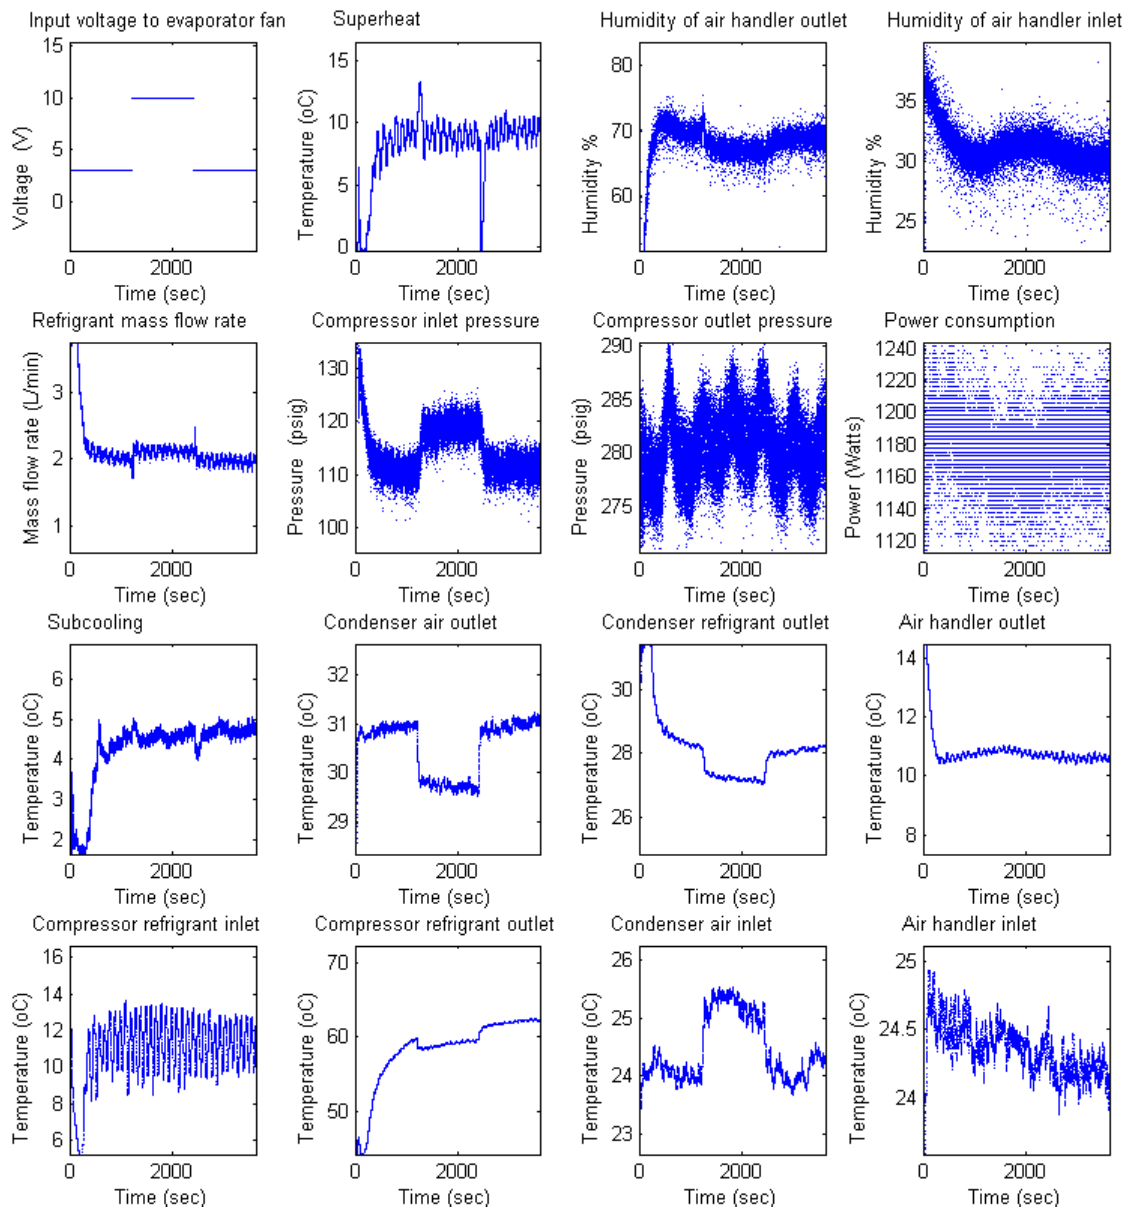 Input voltage to evaporator fan
Voltage (V)
15
10
5
0
0 2000
Time (sec)
Superheat
Temperature (oC)
15
10
5
0
0 2000
Time (sec)
Humidity of air handler outlet
Humidity %
80
70
60
0 2000
Time (sec)
Humidity of air handler inlet
Humidity %
35
30
25
0 2000
Time (sec)
Refrigrant mass flow rate
Mass flow rate (L/min)
3
2
1
0 2000
Time (sec)
Compressor inlet pressure
Pressure (psig)
130
120
110
100
0 2000
Time (sec)
Compressor outlet pressure
Pressure (psig)
290
285
280
275
0 2000
Time (sec)
Power consumption
Power (Watts)
1240
1220
1200
1180
1160
1140
1120
0 2000
Time (sec)
Subcooling
Temperature (oC)
6
5
4
3
2
0 2000
Time (sec)
Condenser air outlet
Temperature (oC)
32
31
30
29
0 2000
Time (sec)
Condenser refrigrant outlet
Temperature (oC)
30
28
26
0 2000
Time (sec)
Air handler outlet
Temperature (oC)
14
12
10
8
0 2000
Time (sec)
Compressor refrigrant inlet
Temperature (oC)
16
14
12
10
8
6
0 2000
Time (sec)
Compressor refrigrant outlet
Temperature (oC)
70
60
50
0 2000
Time (sec)
Condenser air inlet
Temperature (oC)
26
25
24
23
0 2000
Time (sec)
Air handler inlet
Temperature (oC)
25
24.5
24
0 2000
Time (sec)